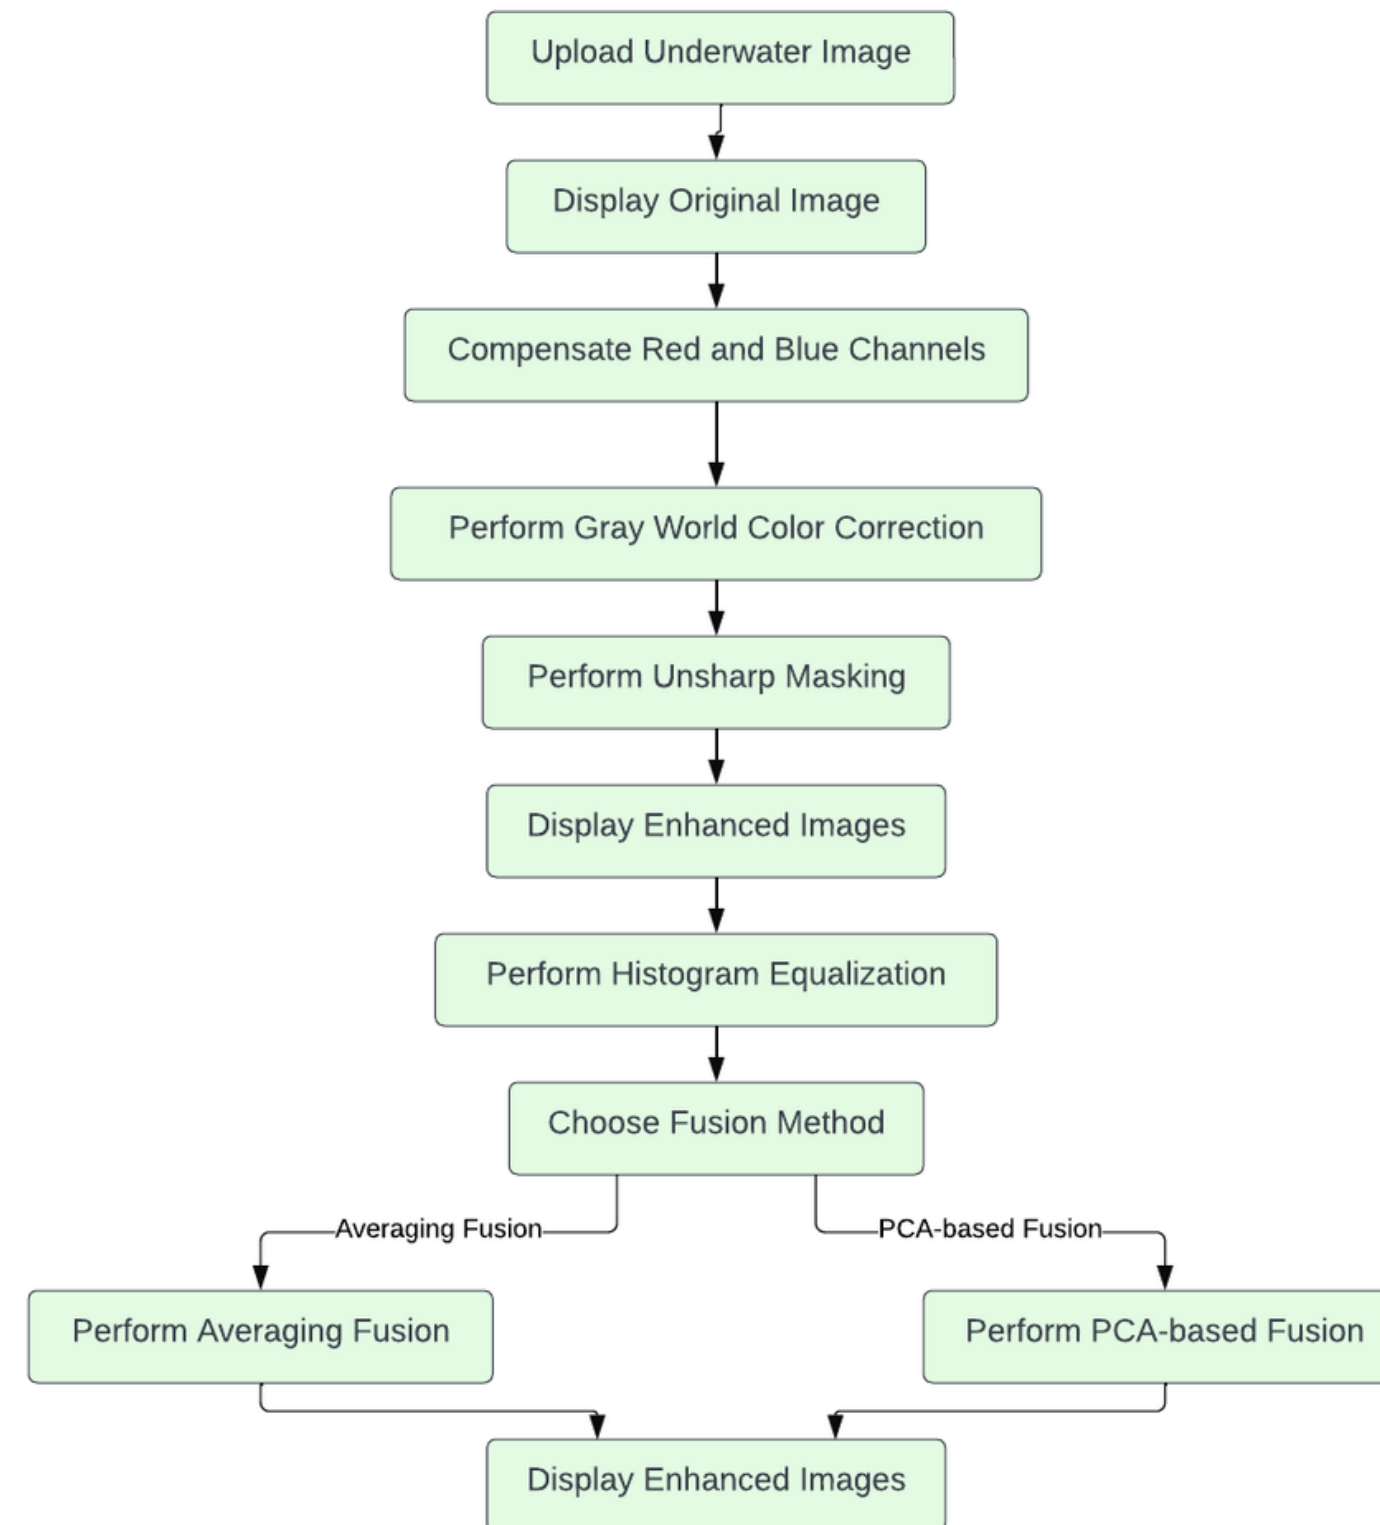 Upload Underwater Image
Display Original Image
Compensate Red and Blue Channels
Perform Gray World Color Correction
Perform Unsharp Masking
Display Enhanced Images
Perform Histogram Equalization
Choose Fusion Method
Averaging Fusion
PCA-based Fusion
Perform Averaging Fusion
Perform PCA-based Fusion
Display Enhanced Images